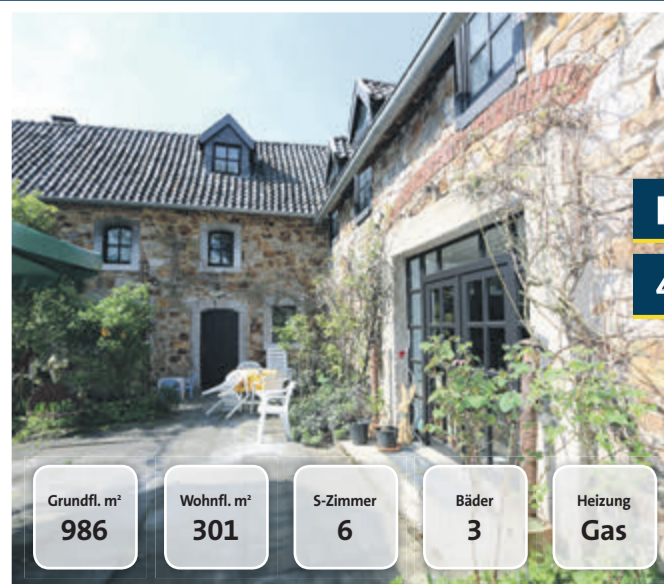 Grundfl. m²
986
Wohnfl. m²
301
S-Zimmer
6
Bäder
3
Heizung
Gas